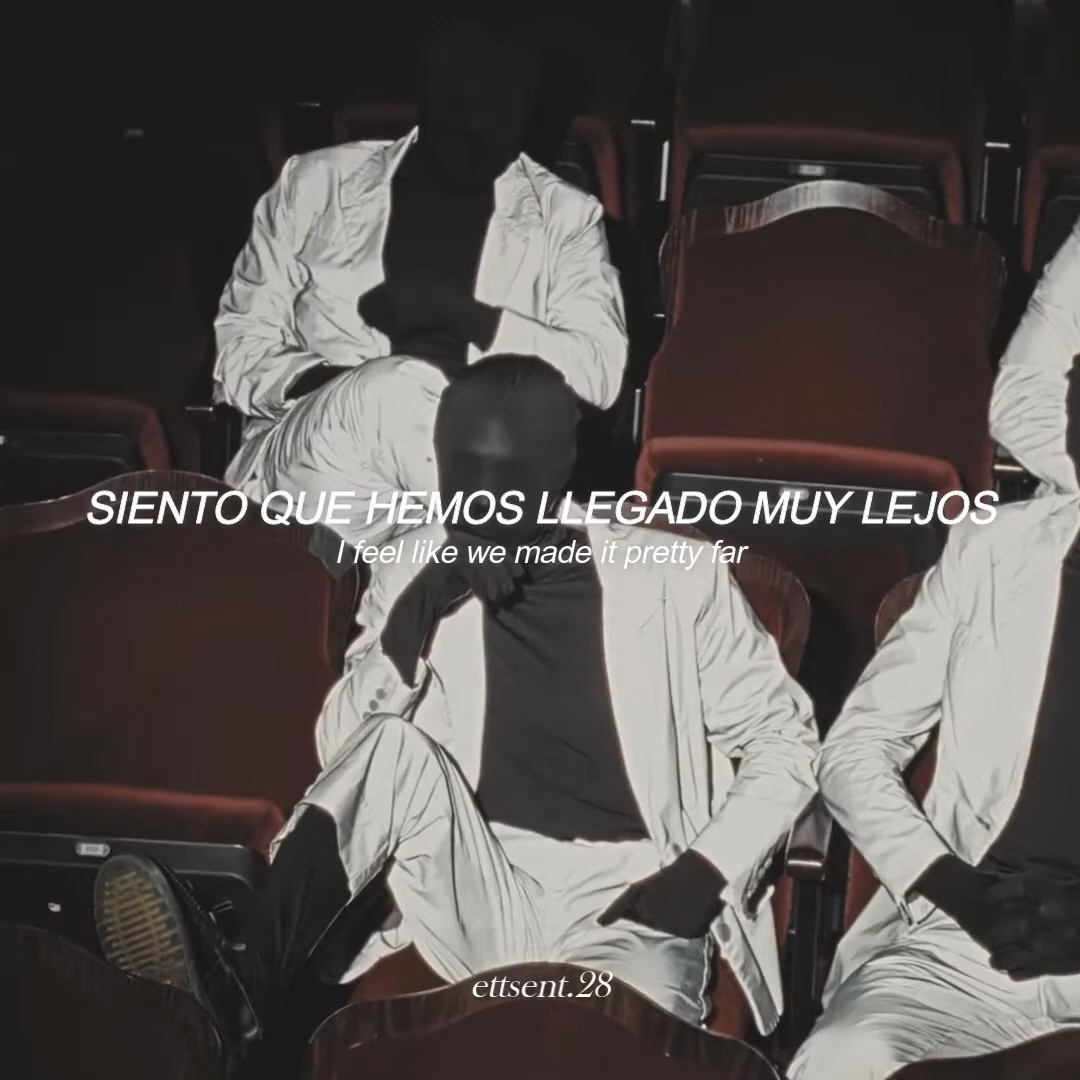 SIENTO QUE HEMOS LLEGADO MUY LEJOS
I feel like we made it pretty far
ettsent.28